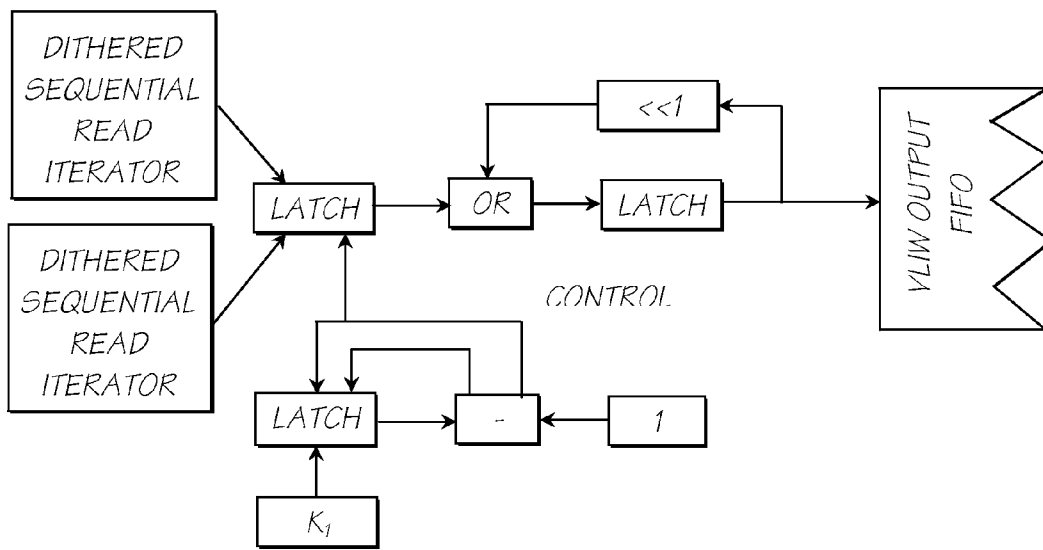 DITHERED
SEQUENTIAL
READ
ITERATOR
<<1
LATCH
OR
LATCH
VLIW OUTPUT
FIFO
DITHERED
SEQUENTIAL
READ
ITERATOR
CONTROL
LATCH
-
1
K₁